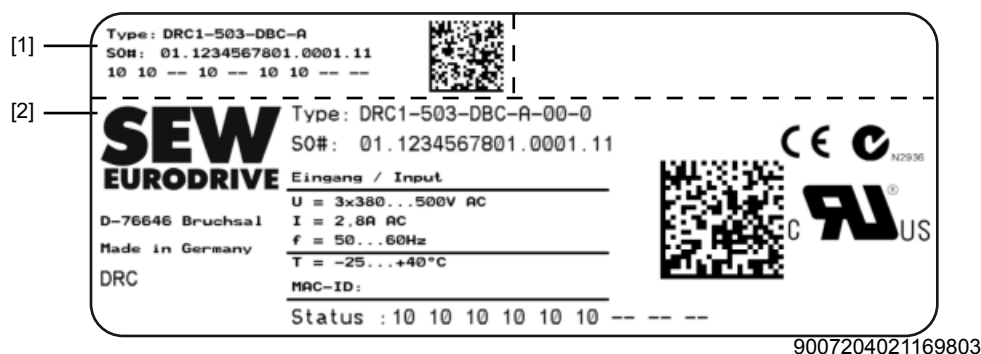 [1]
Type: DRC1-503-DBC-A
SO#: 01.1234567801.0001.11
10 10 -- 10 -- 10 10 -- --
[2]
SEW
EURODRIVE
D-76646 Bruchsal
Made in Germany
DRC
Type: DRC1-503-DBC-A-00-0
SO#: 01.1234567801.0001.11
Eingang / Input
U = 3x380...500V AC
I = 2,8A AC
f = 50...60Hz
T = -25...+40°C
MAC-ID:
Status :10 10 10 10 10 10 -- -- --
CE
N2936
C RU US
®
9007204021169803